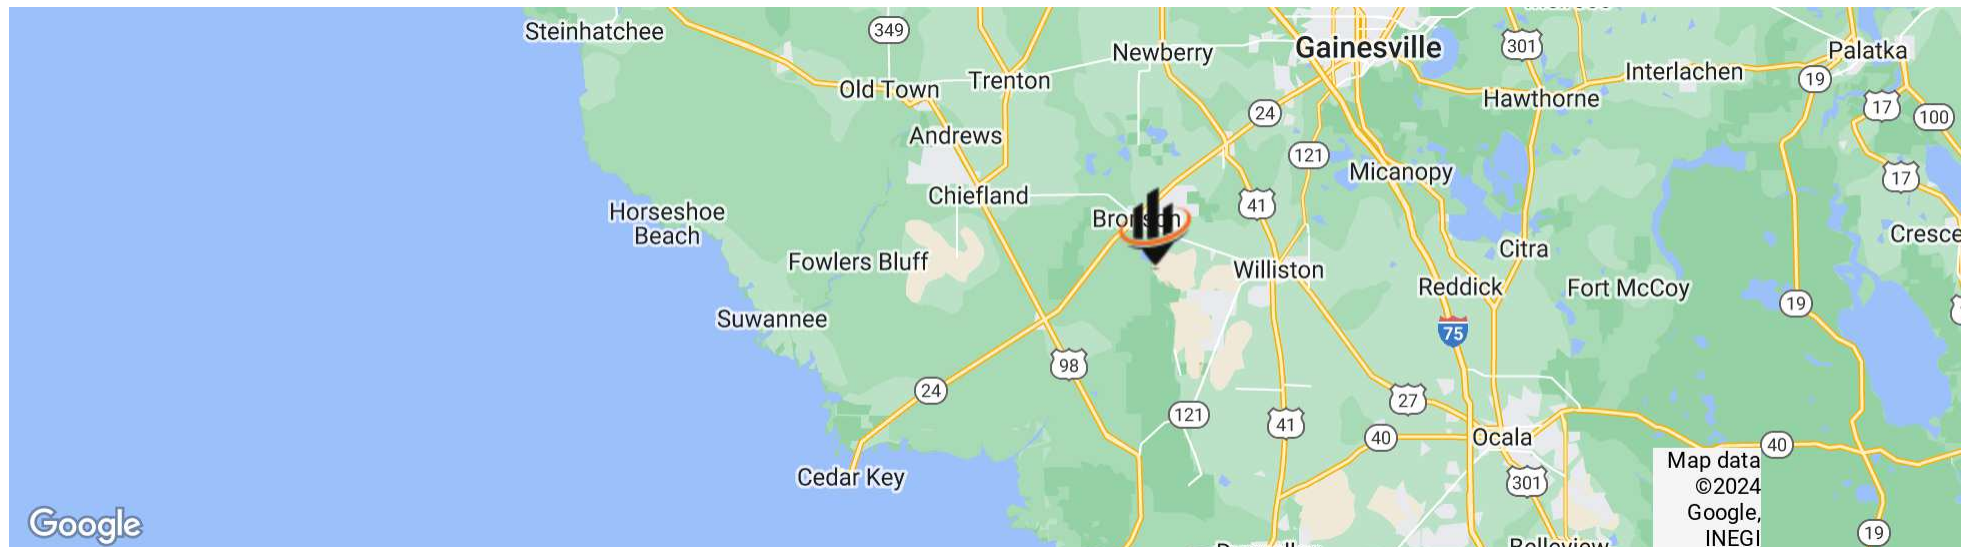 Steinhatchee
349
Newberry
Gainesville
301
Palatka
Old Town
Trenton
Interlachen
19
Hawthorne
17
100
24
Andrews
121
Micanopy
17
Chiefland
41
Horseshoe
Beach
Bronson
Citra
Fowlers Bluff
Williston
Reddick
Fort McCoy
19
Suwannee
75
98
24
27
121
41
40
Ocala
40
Cedar Key
301
Map data
©2024
Google,
INEGI
Google
19